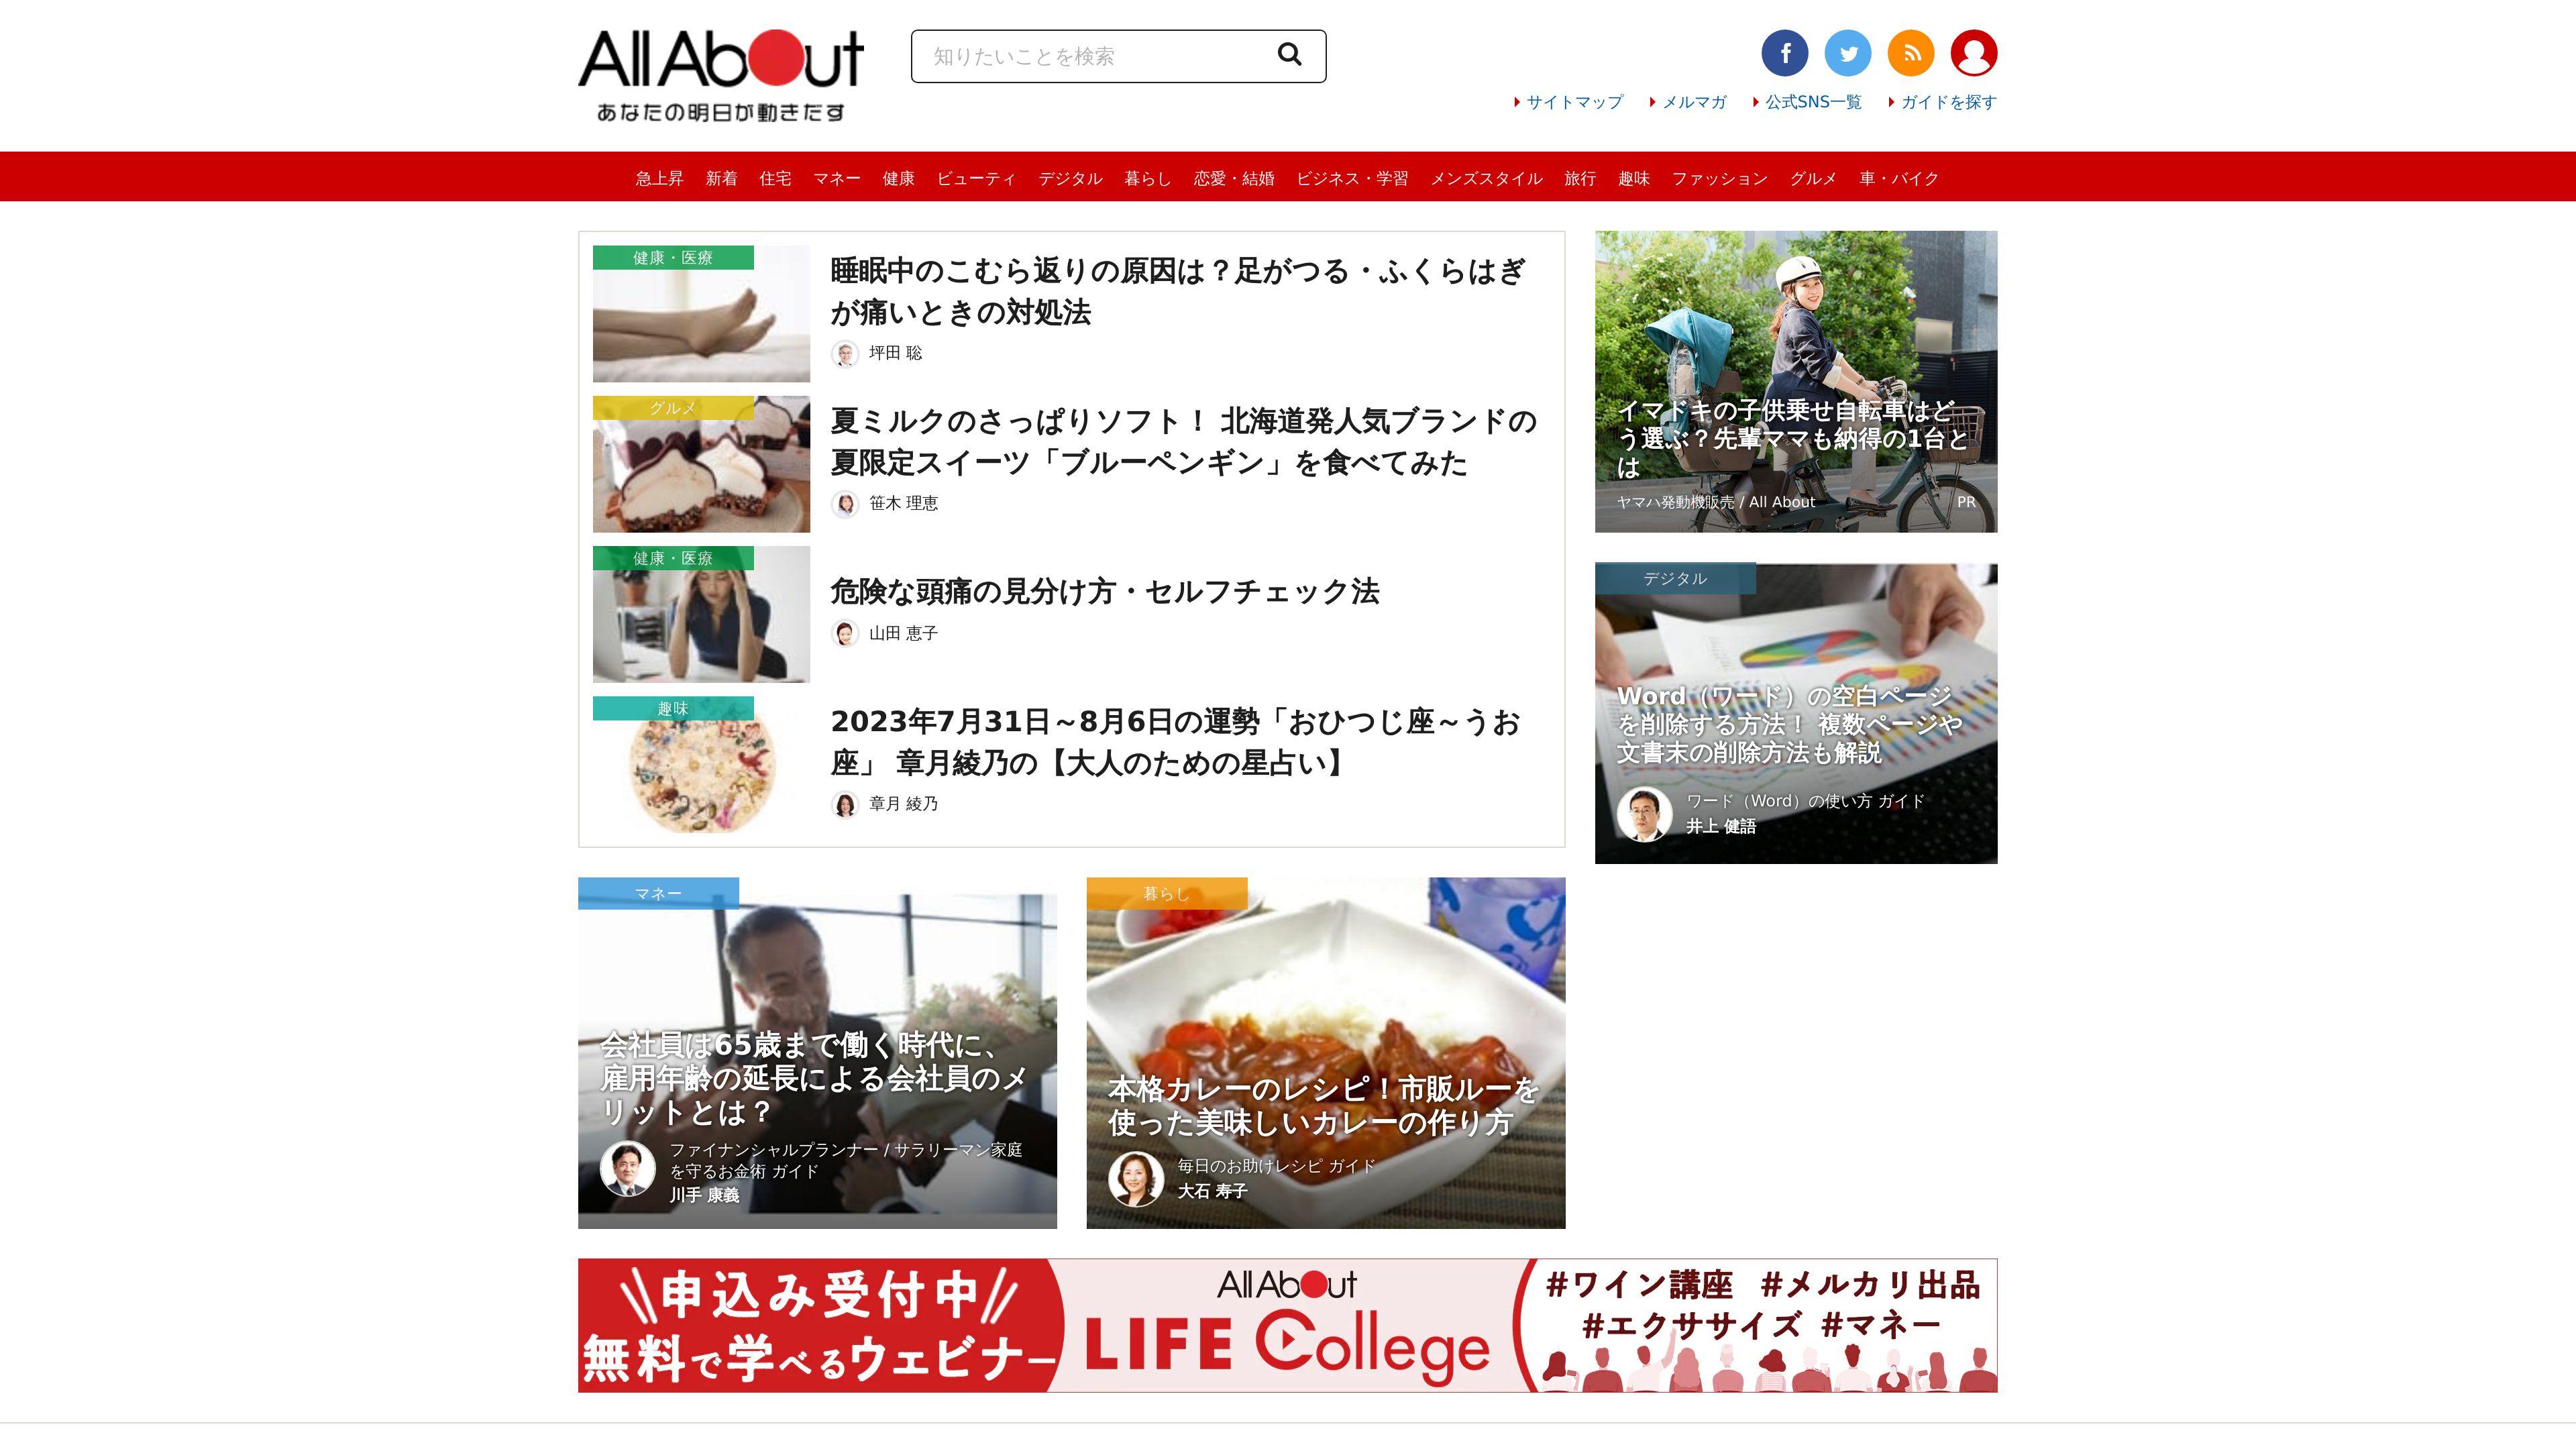 All About
あなたの明日が動きだす
知りたいことを検索
サイトマップ メルマガ 公式SNS一覧 ガイドを探す
急上昇 新着 住宅 マネー 健康 ビューティ デジタル 暮らし 恋愛・結婚 ビジネス・学習 メンズスタイル 旅行 趣味 ファッション グルメ 車・バイク
健康・医療
睡眠中のこむら返りの原因は？足がつる・ふくらはぎ
が痛いときの対処法
坪田 聡
グルメ
夏ミルクのさっぱりソフト！ 北海道発人気ブランドの
夏限定スイーツ「ブルーペンギン」を食べてみた
笹木 理恵
健康・医療
危険な頭痛の見分け方・セルフチェック法
山田 恵子
趣味
2023年7月31日～8月6日の運勢「おひつじ座～うお
座」 章月綾乃の【大人のための星占い】
章月 綾乃
イマドキの子供乗せ自転車はど
う選ぶ？先輩ママも納得の1台と
は
ヤマハ発動機販売 / All About PR
デジタル
Word（ワード）の空白ページ
を削除する方法！ 複数ページや
文書末の削除方法も解説
ワード（Word）の使い方 ガイド
井上 健語
マネー
会社員は65歳まで働く時代に、
雇用年齢の延長による会社員のメ
リットとは？
ファイナンシャルプランナー / サラリーマン家庭
を守るお金術 ガイド
川手 康義
暮らし
本格カレーのレシピ！市販ルーを
使った美味しいカレーの作り方
毎日のお助けレシピ ガイド
大石 寿子
申込み受付中
無料で学べるウェビナー
All About
LIFE College
#ワイン講座 #メルカリ出品
#エクササイズ #マネー